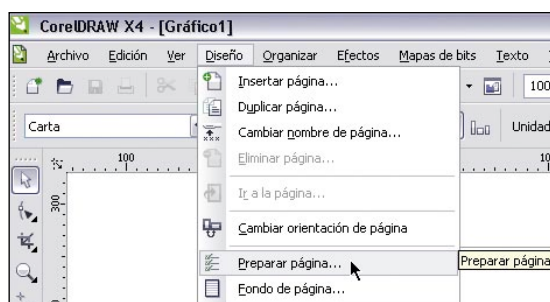 CorelDRAW X4 - [Gráfico1]
Archivo Edición Ver Diseño Organizar Efectos Mapas de bits Texto
Insertar página...
100
Duplicar página...
Carta
Cambiar nombre de página...
Unidad
Eliminar página...
100
Ir a la página...
300
Cambiar orientación de página
Preparar página...
Preparar página
Fondo de página...